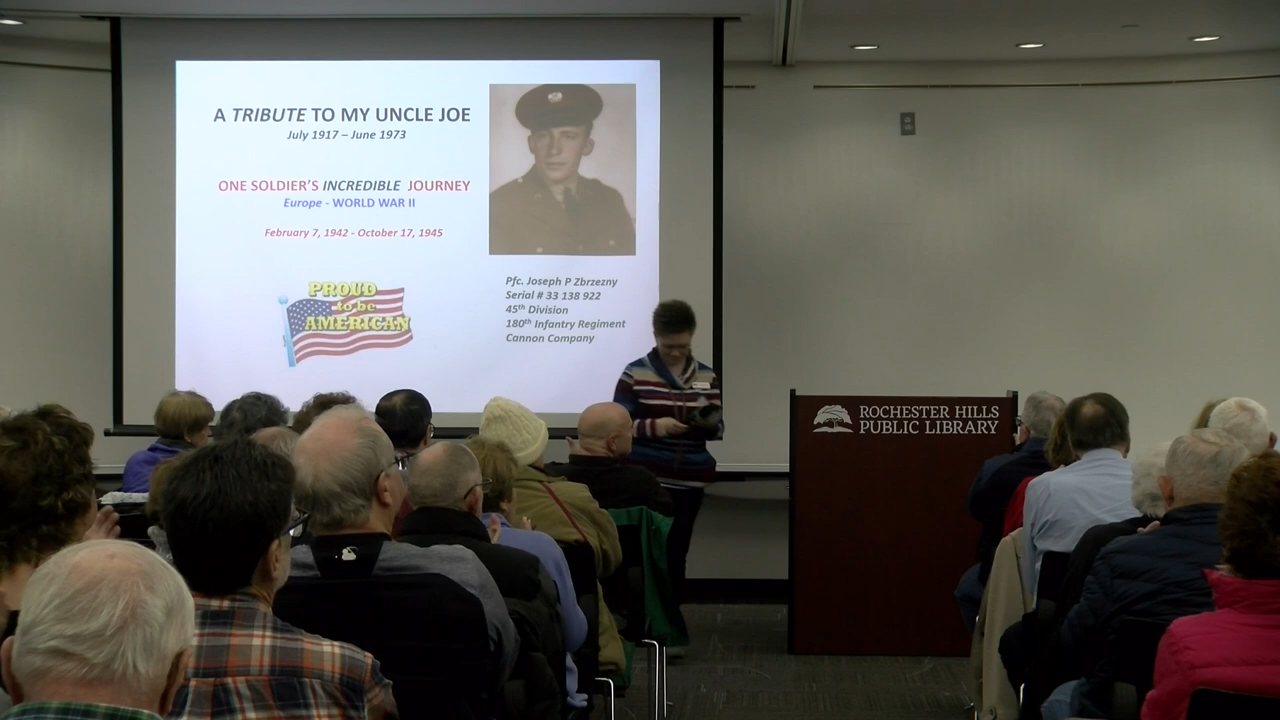 A TRIBUTE TO MY UNCLE JOE
July 1917 – June 1973
ONE SOLDIER'S INCREDIBLE JOURNEY
Europe - WORLD WAR II
February 7, 1942 - October 17, 1945
PROUD
to be
AMERICAN
Pfc. Joseph P Zbrzezny
Serial # 33 138 922
45th Division
180th Infantry Regiment
Cannon Company
ROCHESTER HILLS
PUBLIC LIBRARY